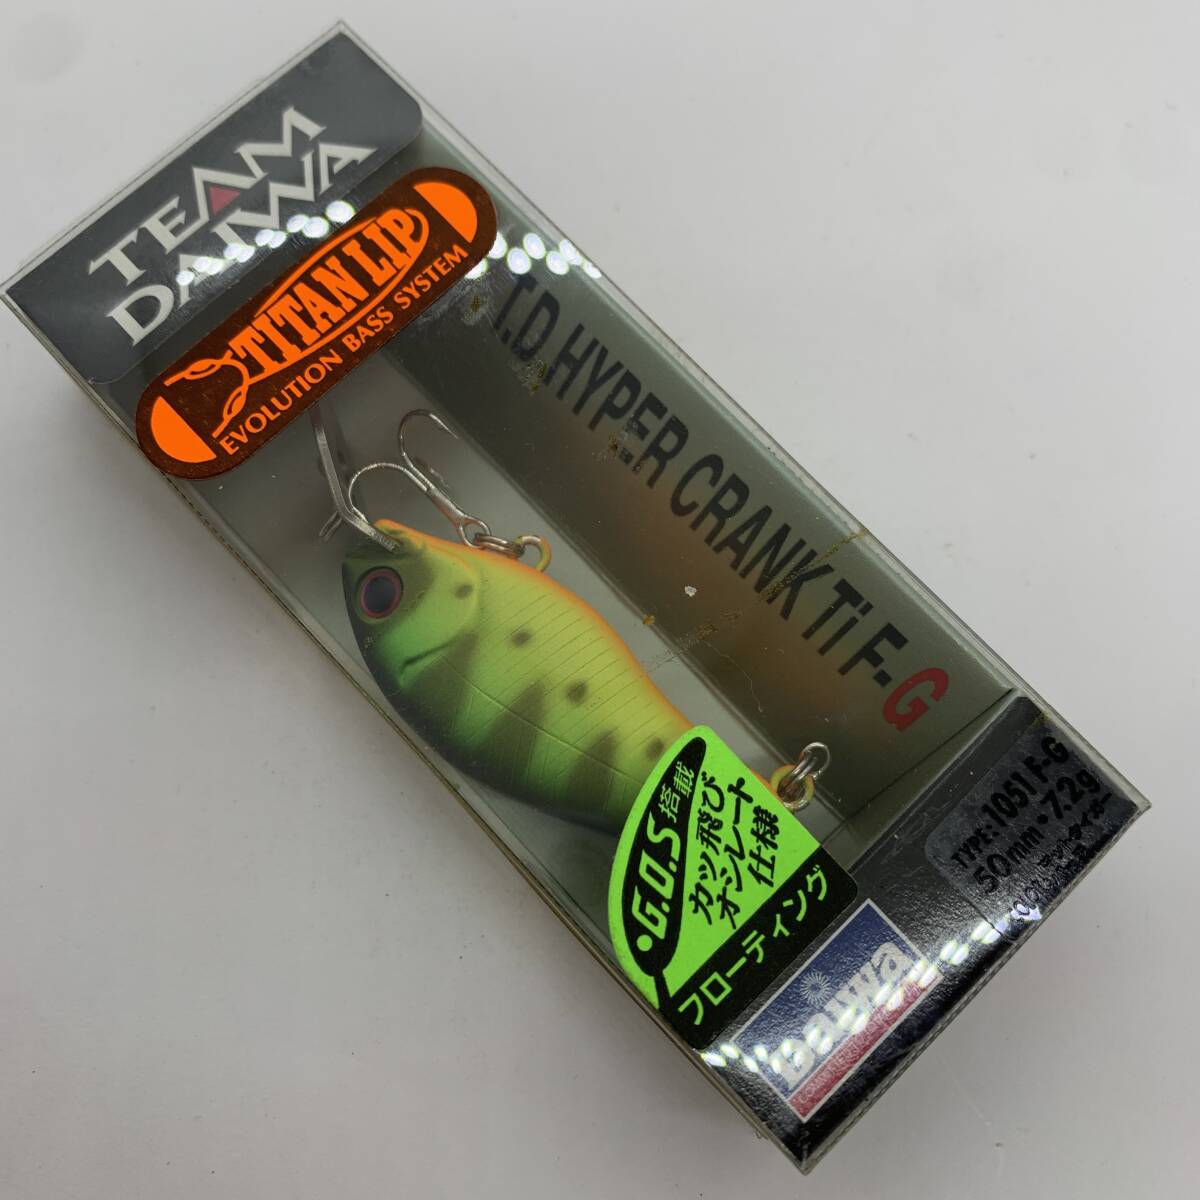 TEAM
DAIWA
TITAN LIP
EVOLUTION BASS SYSTEM
T.D.HYPER CRANK Ti F-G
・G.O.S搭載
カッ飛び
オシレート
仕様
フローティング
TYPE:1051 F-G
50mm・7.2g
Daiwa